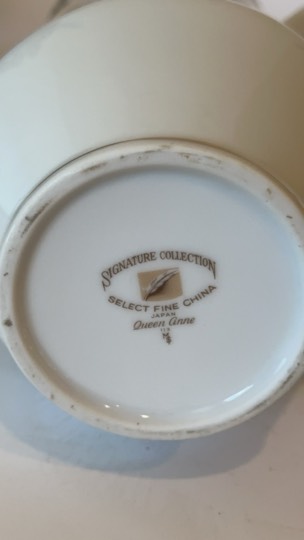 SIGNATURE COLLECTION
SELECT FINE CHINA
JAPAN
Queen Anne